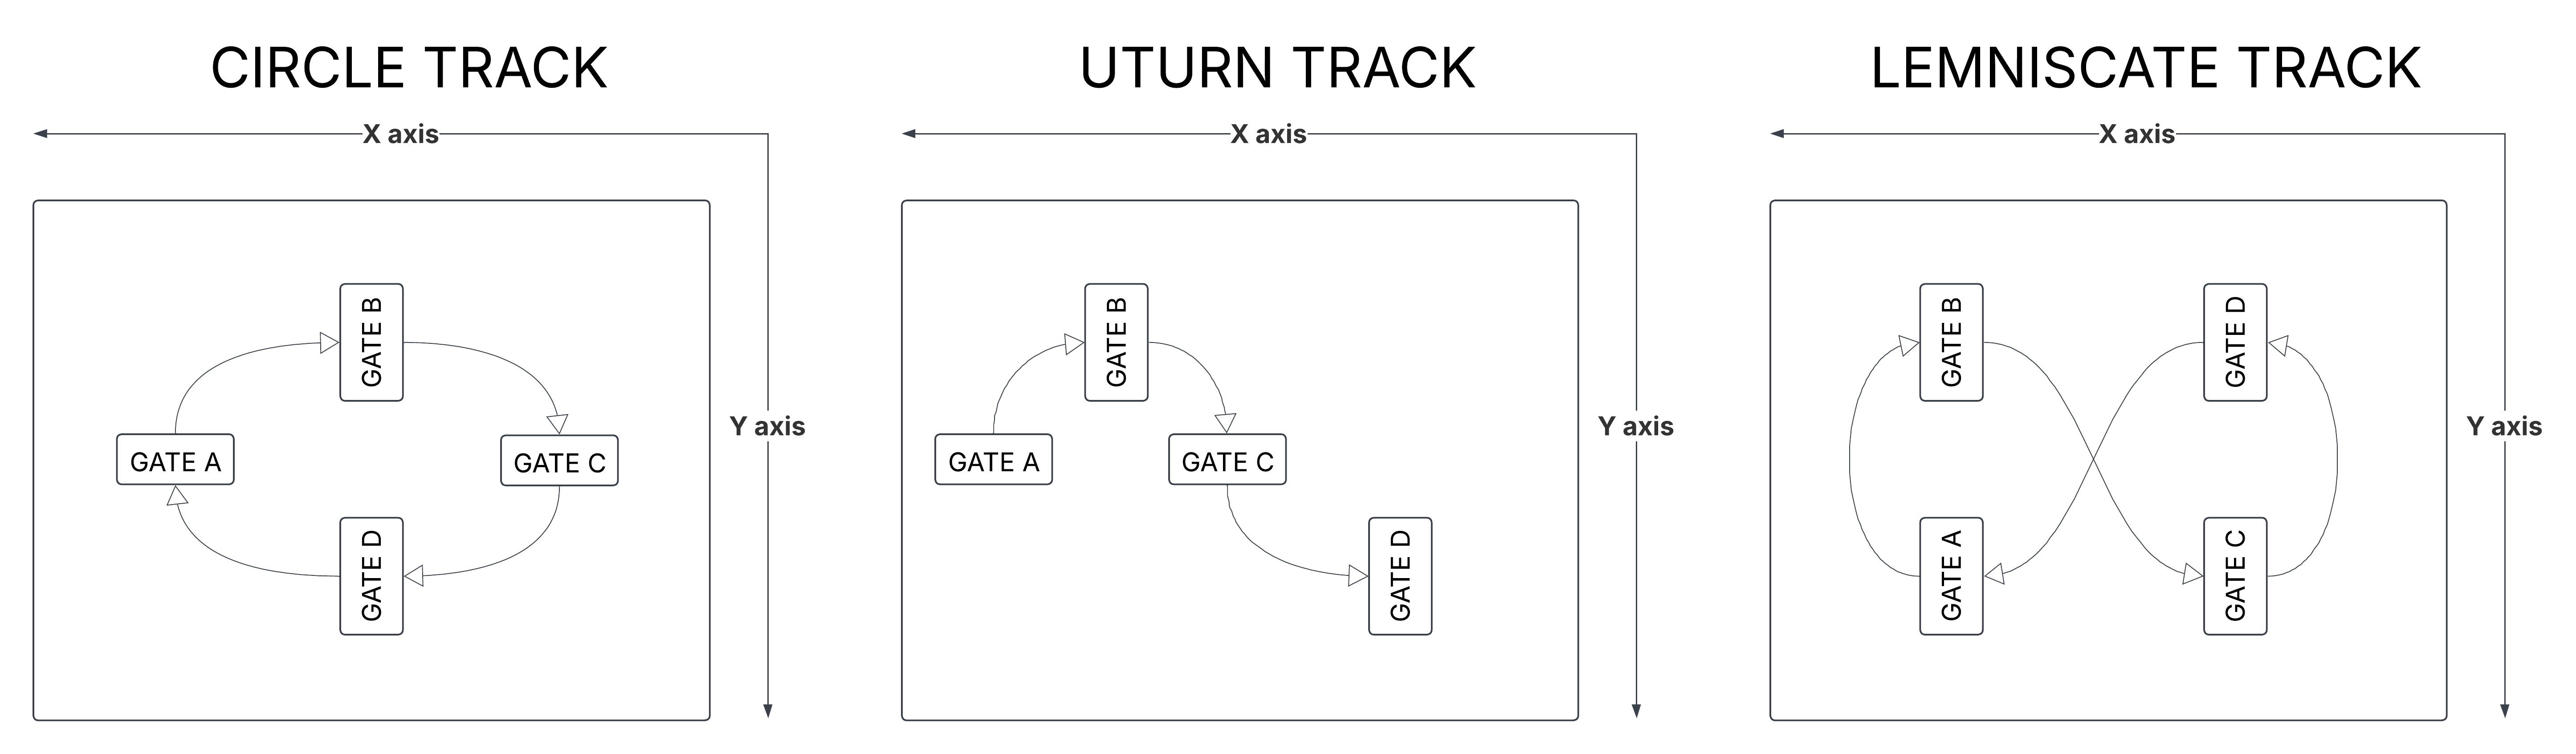 CIRCLE TRACK
X axis
GATE B
GATE A
GATE C
GATE D
Y axis
UTURN TRACK
X axis
GATE B
GATE A
GATE C
GATE D
Y axis
LEMNISCATE TRACK
X axis
GATE B
GATE D
GATE A
GATE C
Y axis